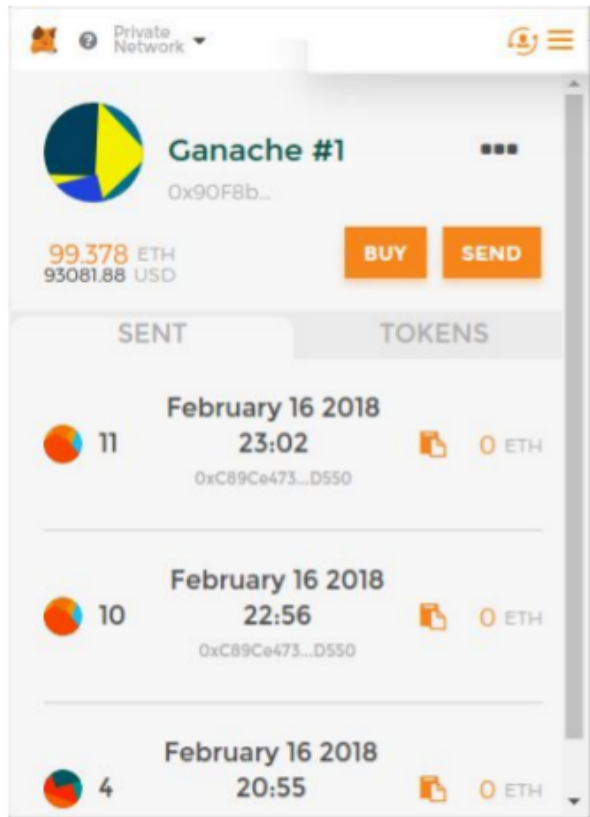 Private
Network
Ganache #1
0x90F8b...
99.378 ETH
93081.88 USD
BUY
SEND
SENT
TOKENS
11
February 16 2018
23:02
0 ETH
0xC89Ce473...D550
10
February 16 2018
22:56
0 ETH
0xC89Ce473...D550
4
February 16 2018
20:55
0 ETH